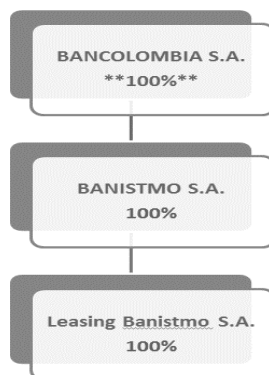 BANCOLOMBIA S.A.
**100%**
BANISTMO S.A.
100%
Leasing Banistmo S.A.
100%